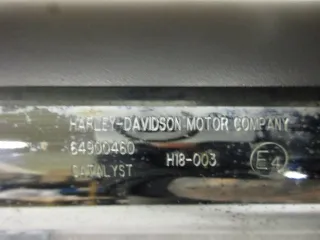 HARLEY-DAVIDSON MOTOR COMPANY
64900460 H18-003 E4
CATALYST